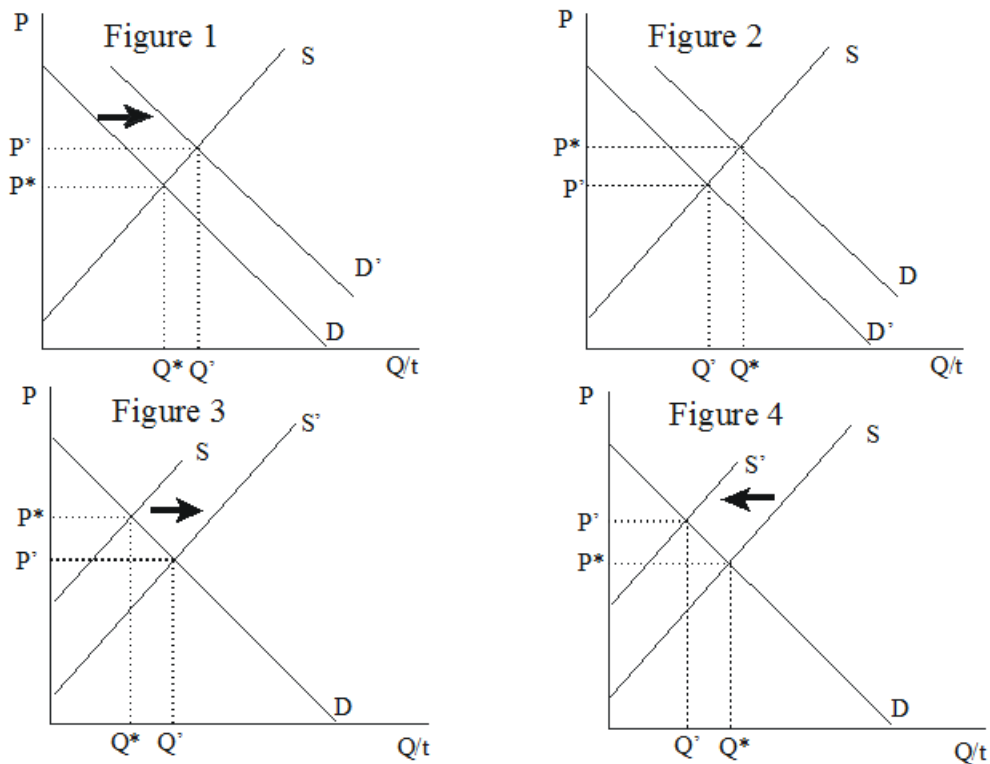 P
Figure 1
S
P'
P*
D'
D
Q* Q'
Q/t
P
Figure 2
S
P*
P'
D
D'
Q' Q*
Q/t
P
Figure 3
S'
S
P*
P'
D
Q* Q'
Q/t
P
Figure 4
S
S'
P'
P*
D
Q' Q*
Q/t